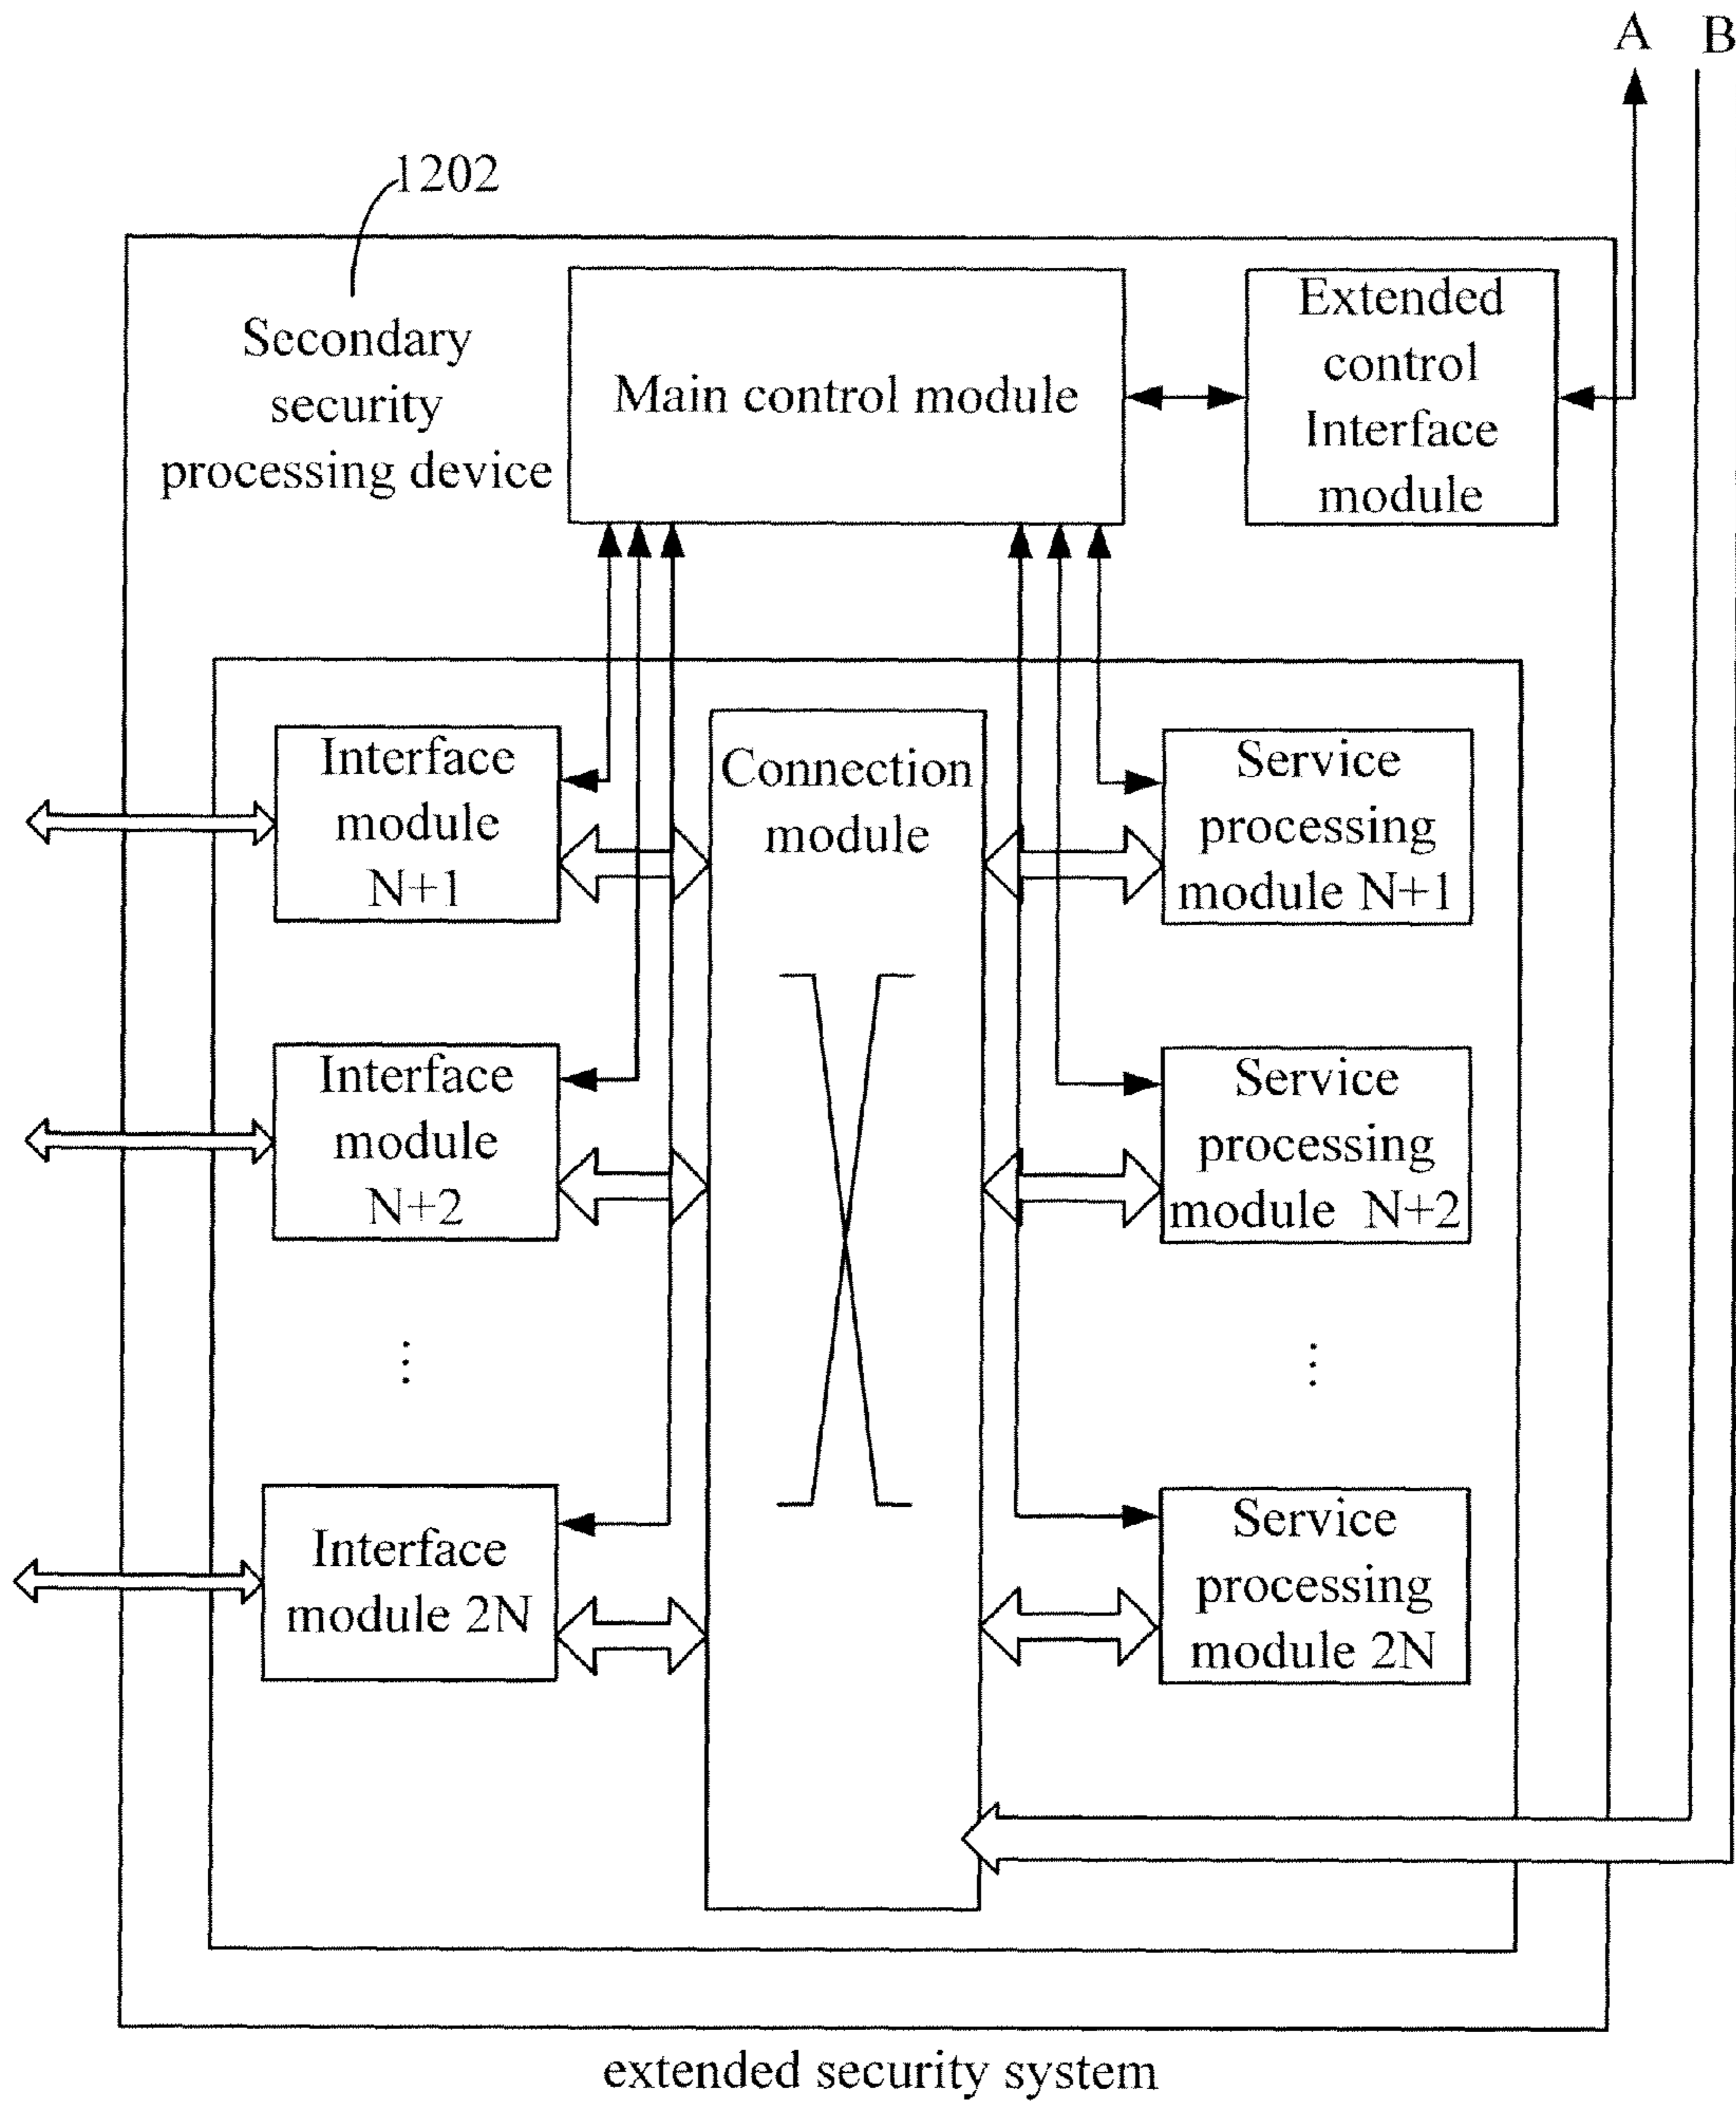 A B
1202
Secondary
security
processing device
Main control module
Extended
control
Interface
module
Interface
module
N+1
Connection
module
Service
processing
module N+1
Interface
module
N+2
Service
processing
module N+2
⋮
⋮
Interface
module 2N
Service
processing
module 2N
extended security system